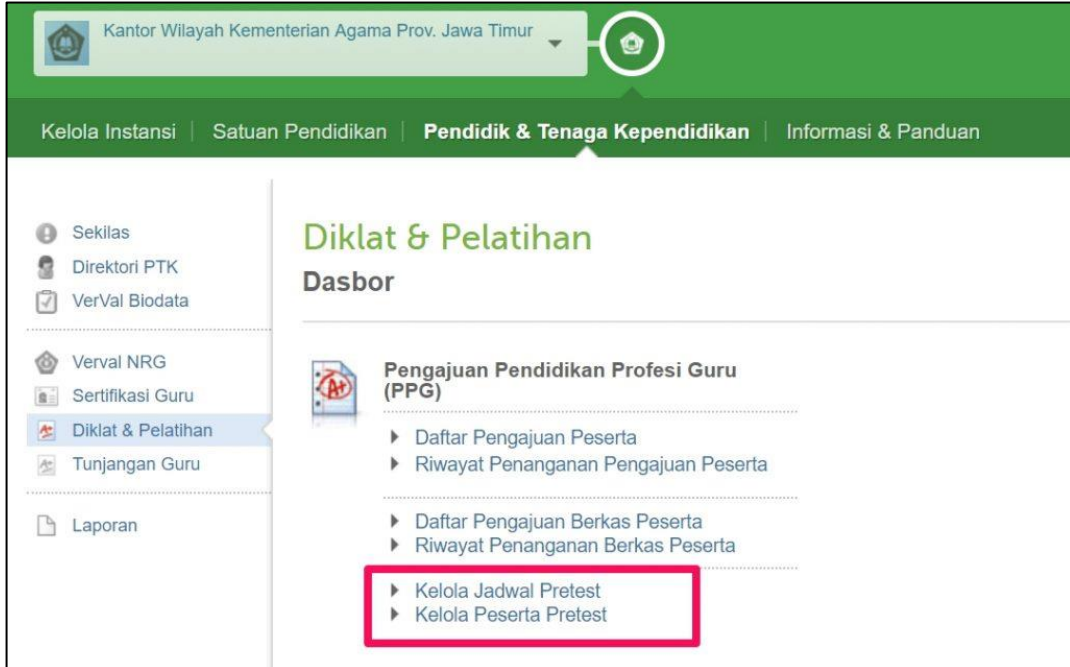 Kantor Wilayah Kementerian Agama Prov. Jawa Timur
Kelola Instansi | Satuan Pendidikan | Pendidik & Tenaga Kependidikan | Informasi & Panduan
Sekilas
Direktori PTK
VerVal Biodata
Verval NRG
Sertifikasi Guru
Diklat & Pelatihan
Tunjangan Guru
Laporan
Diklat & Pelatihan
Dasbor
A+
Pengajuan Pendidikan Profesi Guru
(PPG)
Daftar Pengajuan Peserta
Riwayat Penanganan Pengajuan Peserta
Daftar Pengajuan Berkas Peserta
Riwayat Penanganan Berkas Peserta
Kelola Jadwal Pretest
Kelola Peserta Pretest